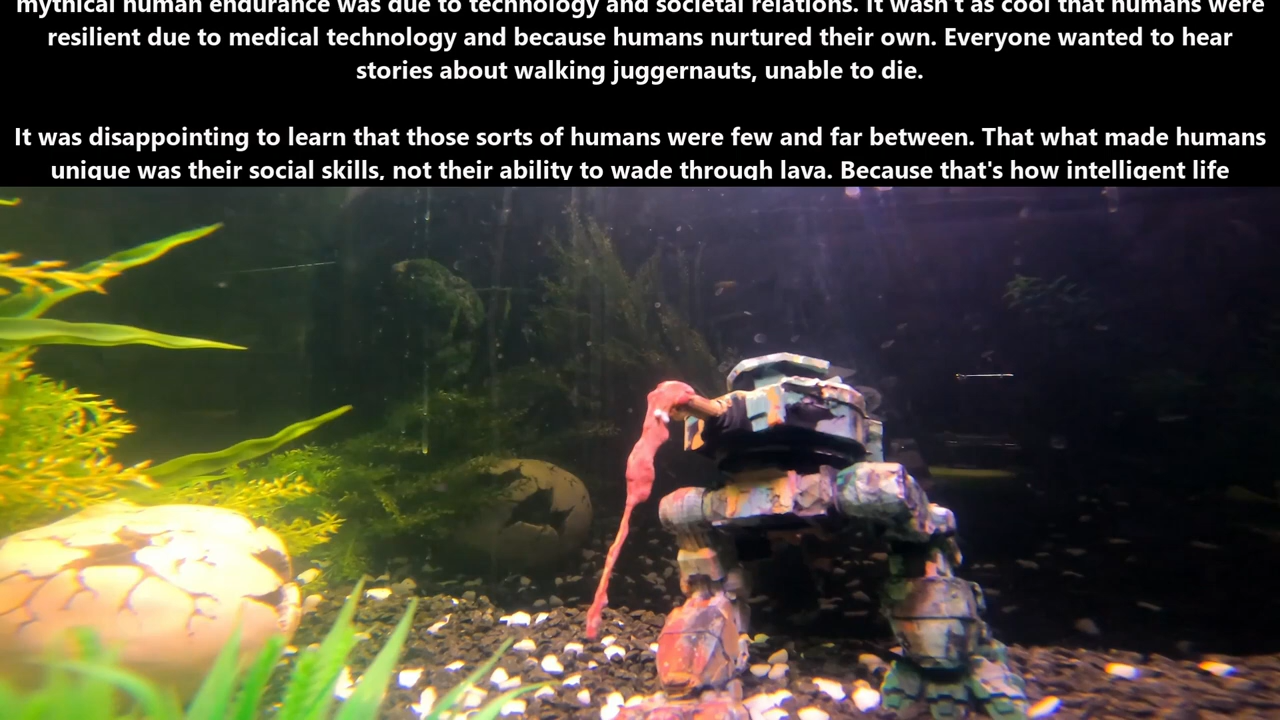 mythical human endurance was due to technology and societal relations. It wasn't as cool that humans were
resilient due to medical technology and because humans nurtured their own. Everyone wanted to hear
stories about walking juggernauts, unable to die.
It was disappointing to learn that those sorts of humans were few and far between. That what made humans
unique was their social skills, not their ability to wade through lava. Because that's how intelligent life